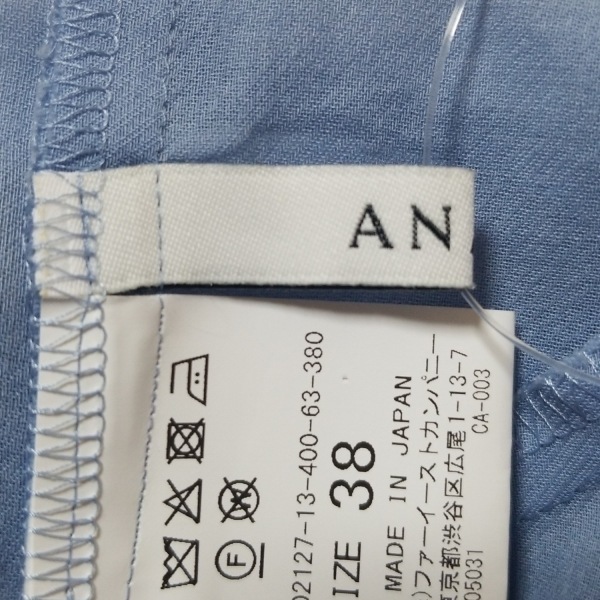 AN
02127-13-400-63-380
IZE 38
MADE IN JAPAN
)ファーイーストカンパニー
東京都渋谷区広尾1-13-7
05031 CA-003
F